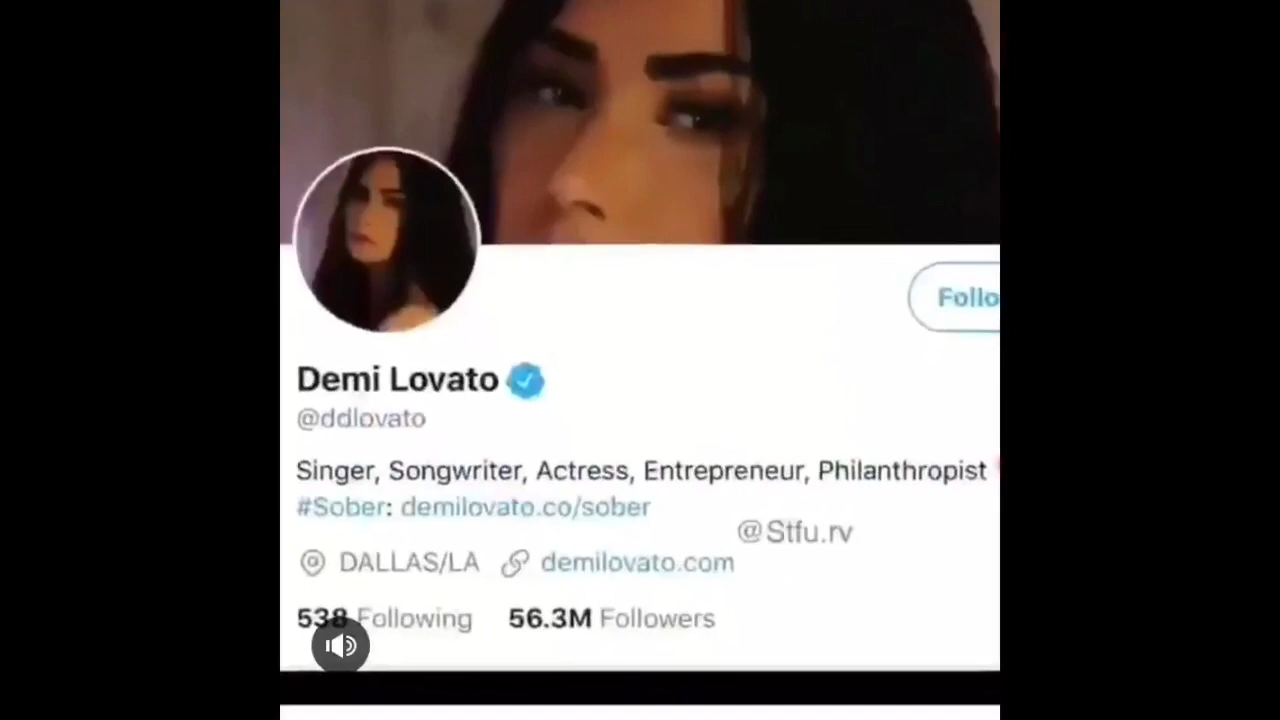 Follo
Demi Lovato
@ddlovato
Singer, Songwriter, Actress, Entrepreneur, Philanthropist
#Sober: demilovato.co/sober
@Stfu.rv
DALLAS/LA demilovato.com
538 Following 56.3M Followers